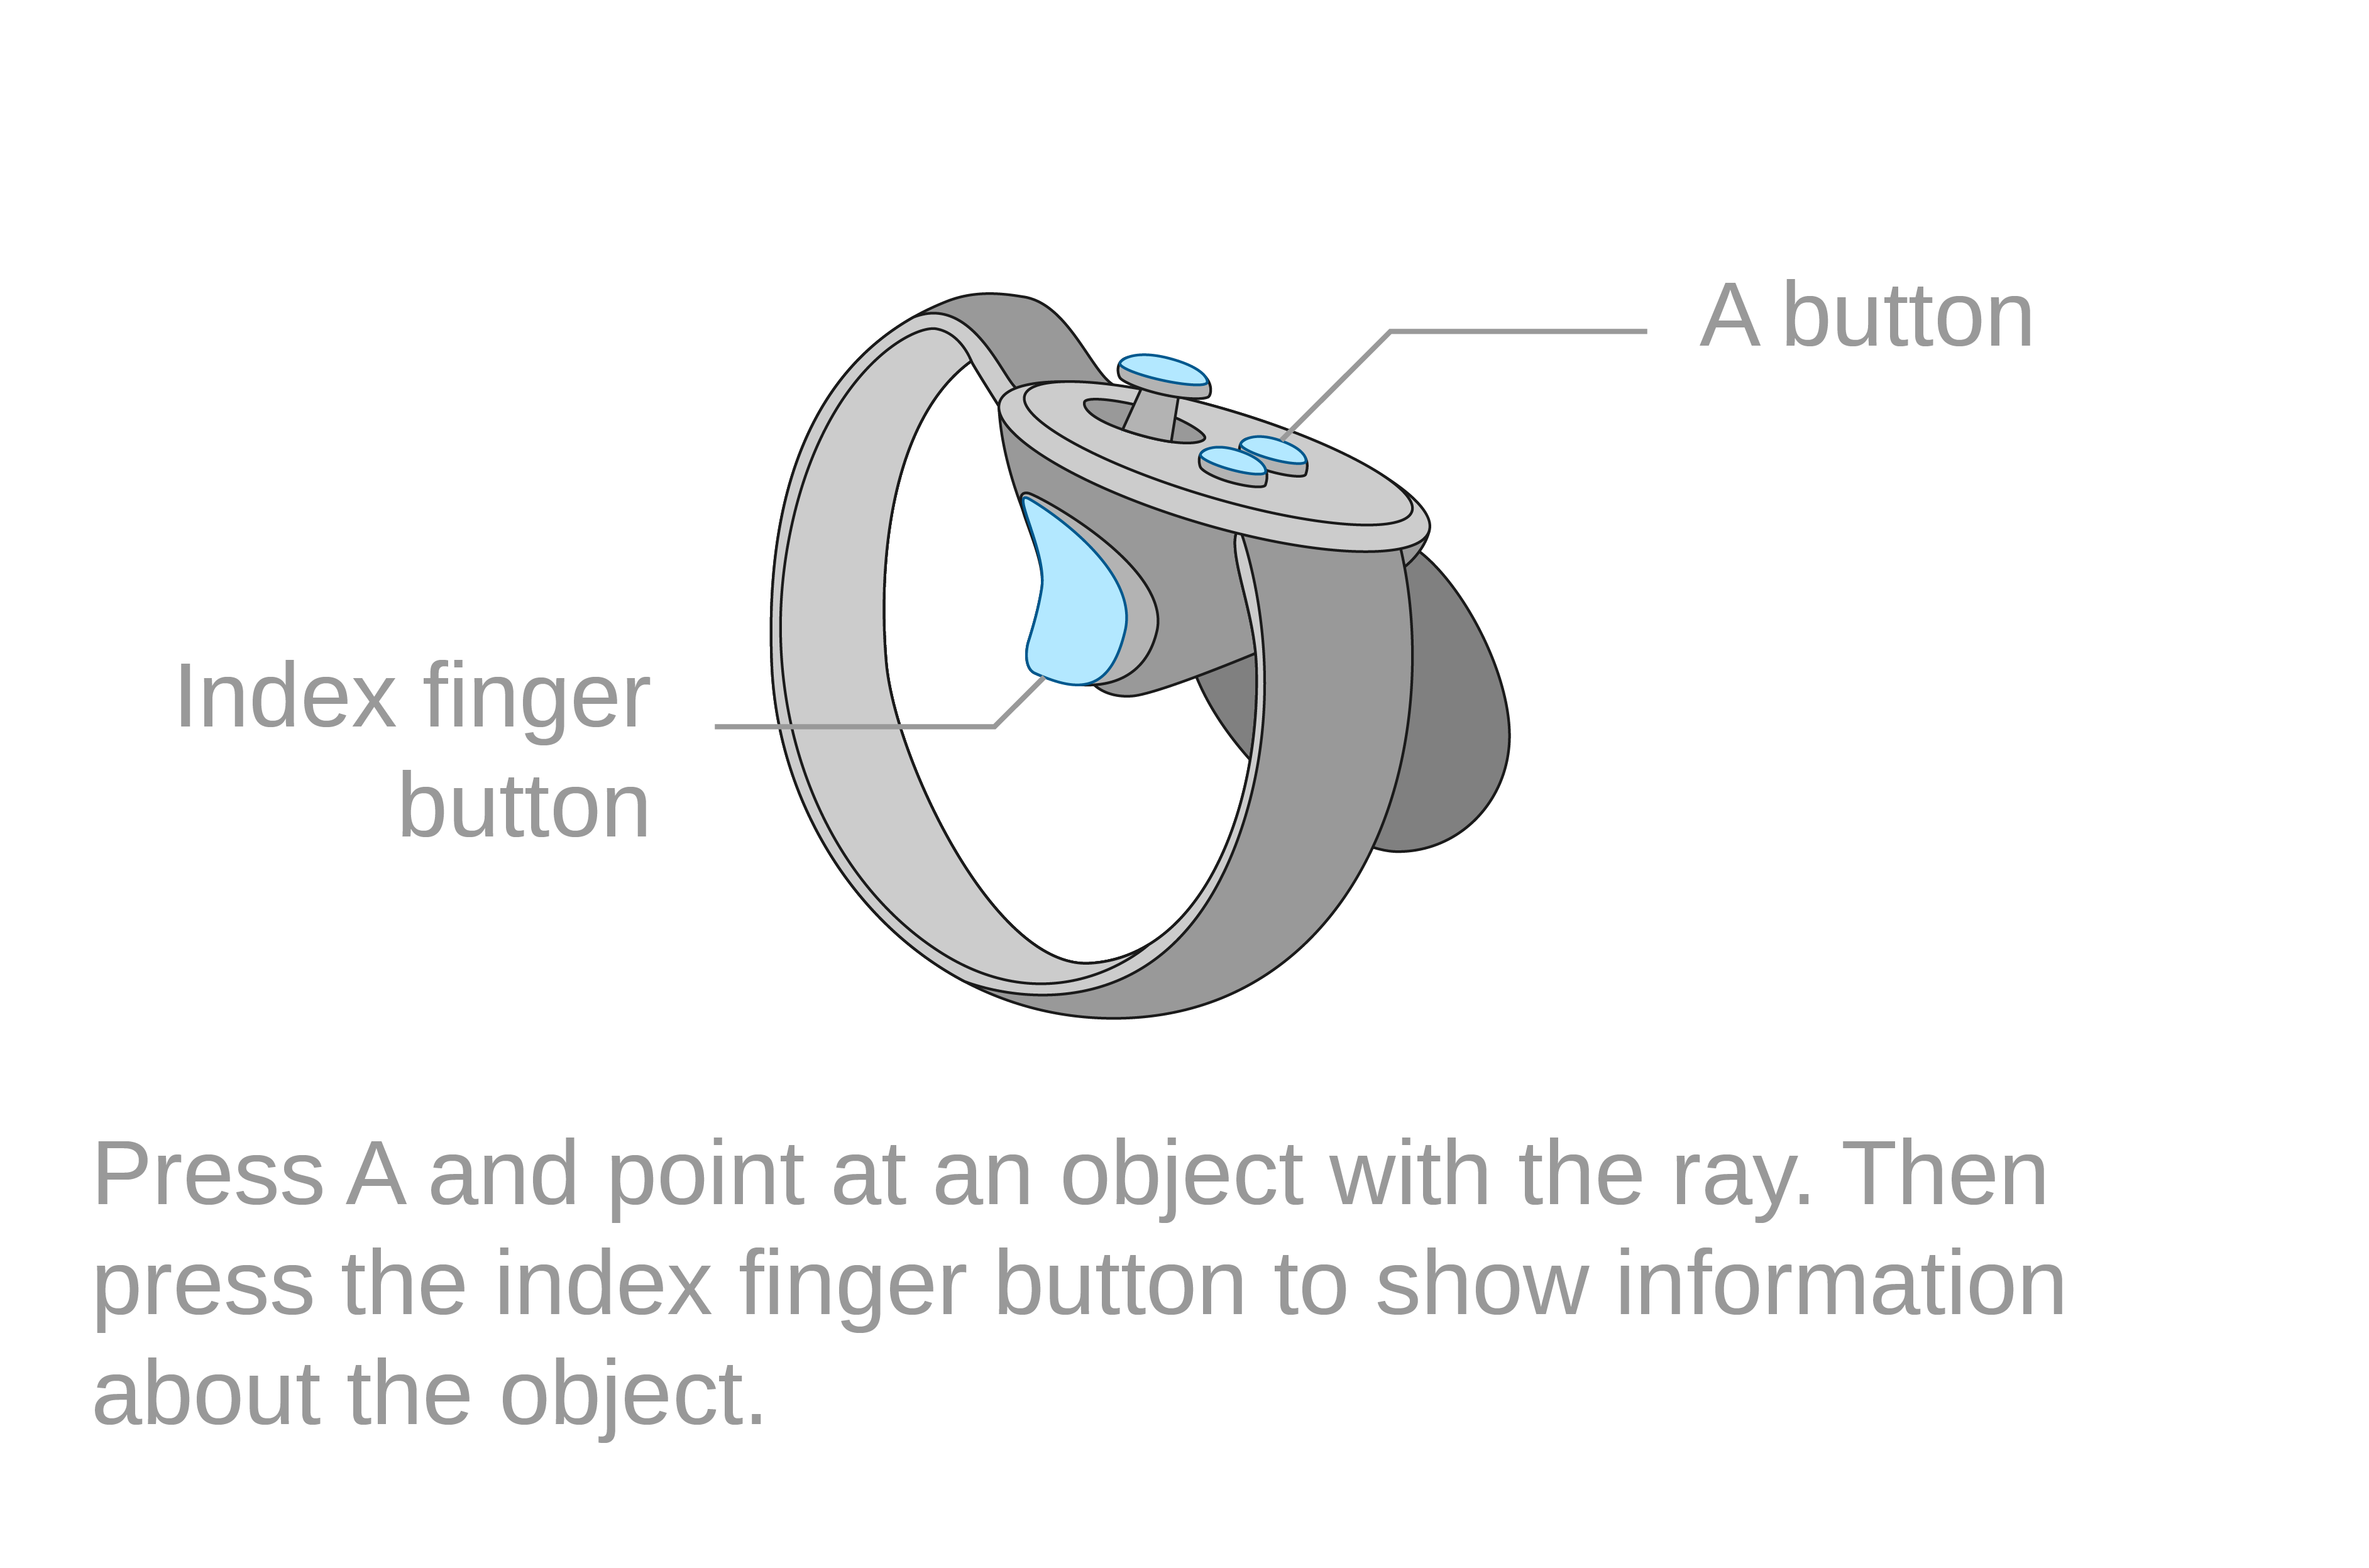 A button
Index finger
button
Press A and point at an object with the ray. Then
press the index finger button to show information
about the object.